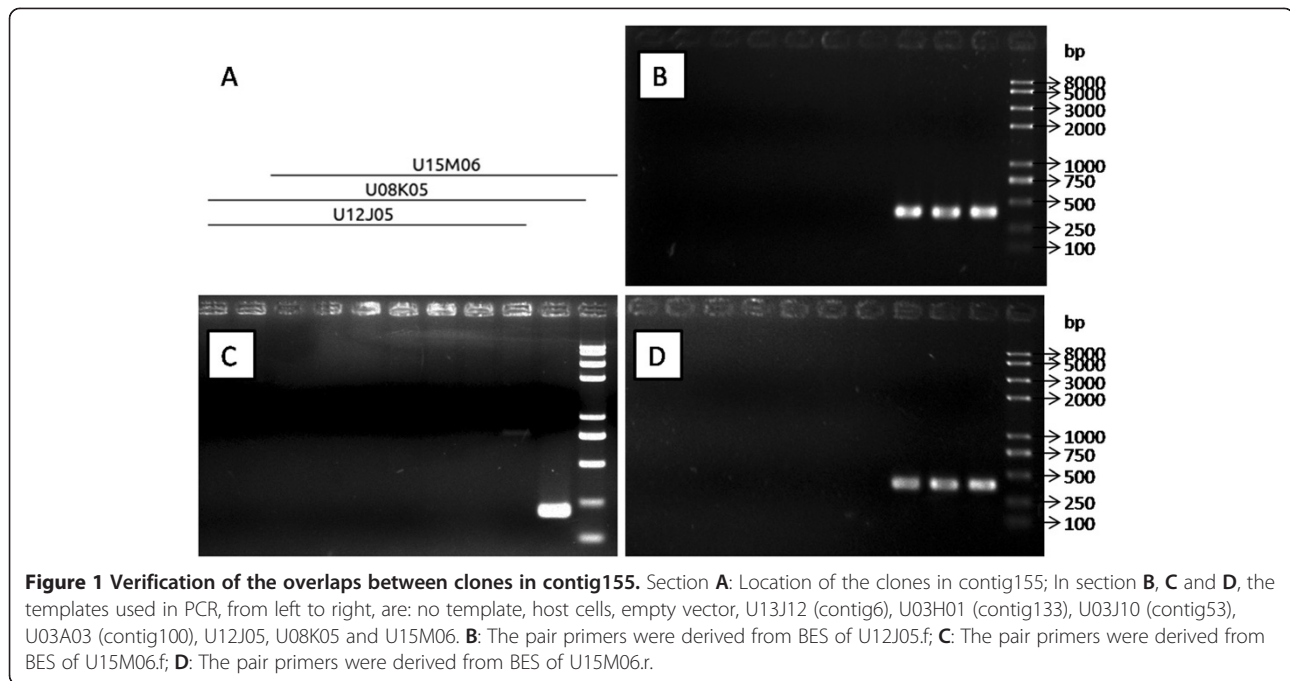 A
U15M06
U08K05
U12J05
B
bp
8000
5000
3000
2000
1000
750
500
250
100
C
D
bp
8000
5000
3000
2000
1000
750
500
250
100
Figure 1 Verification of the overlaps between clones in contig155. Section A: Location of the clones in contig155; In section B, C and D, the
templates used in PCR, from left to right, are: no template, host cells, empty vector, U13J12 (contig6), U03H01 (contig133), U03J10 (contig53),
U03A03 (contig100), U12J05, U08K05 and U15M06. B: The pair primers were derived from BES of U12J05.f; C: The pair primers were derived from
BES of U15M06.f; D: The pair primers were derived from BES of U15M06.r.